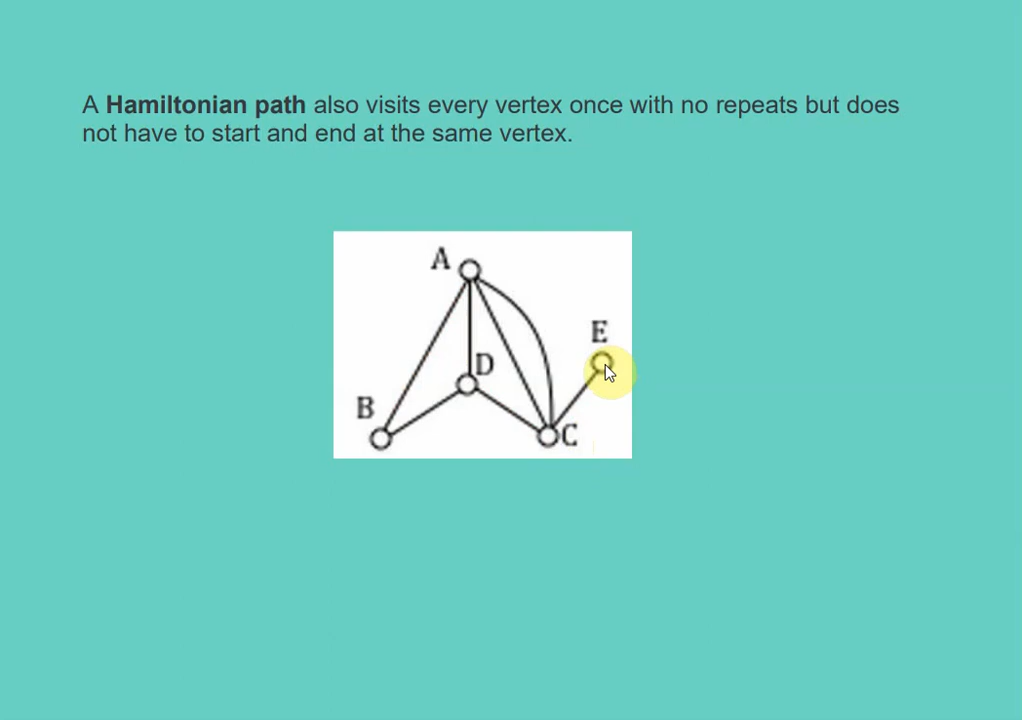 A Hamiltonian path also visits every vertex once with no repeats but does
not have to start and end at the same vertex.
A
E
D
B
C